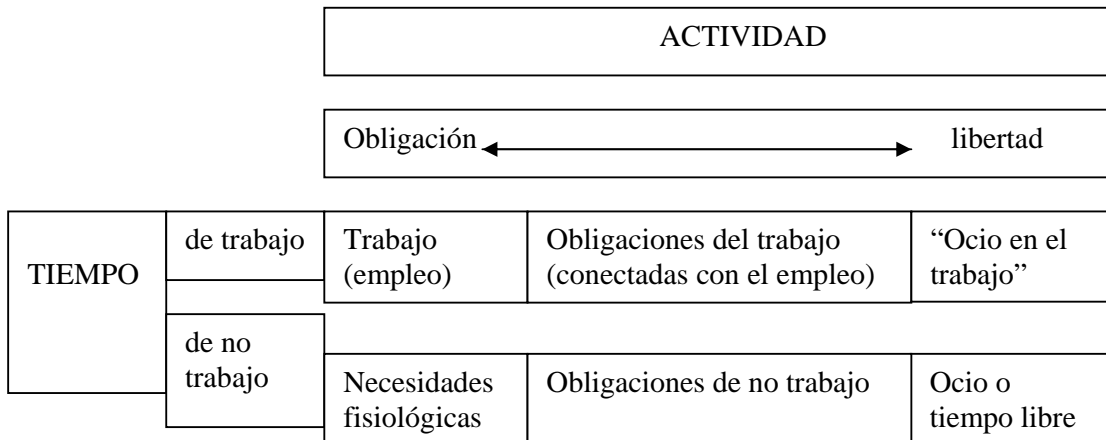 ACTIVIDAD
Obligación libertad
TIEMPO
de trabajo
Trabajo
(empleo)
Obligaciones del trabajo
(conectadas con el empleo)
“Ocio en el
trabajo”
de no
trabajo
Necesidades
fisiológicas
Obligaciones de no trabajo
Ocio o
tiempo libre